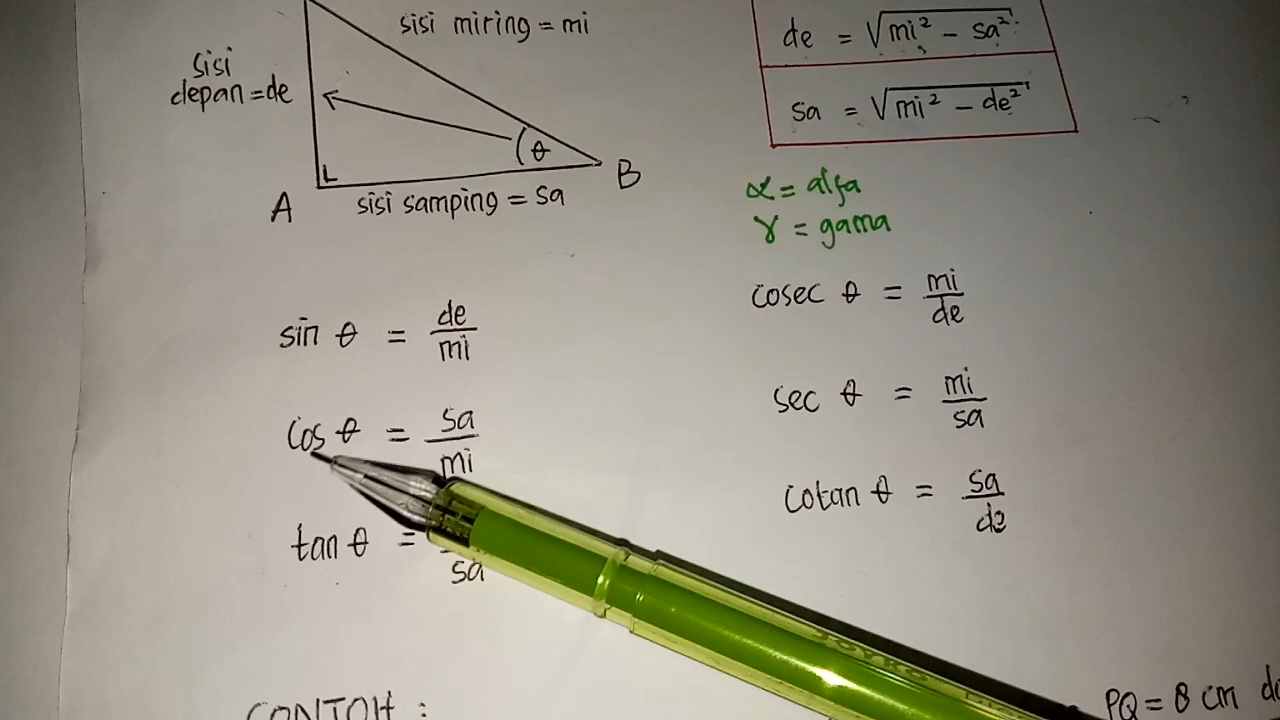 sisi miring = mi
sisi
depan = de
θ
B
A
sisi samping = sa
de = √mi² - sa²
sa = √mi² - de²
α = alfa
γ = gama
sin θ = de/mi
cos θ = sa/mi
tan θ = /sa
cosec θ = mi/de
sec θ = mi/sa
cotan θ = sa/de
CONTOH :
PQ = 8 cm